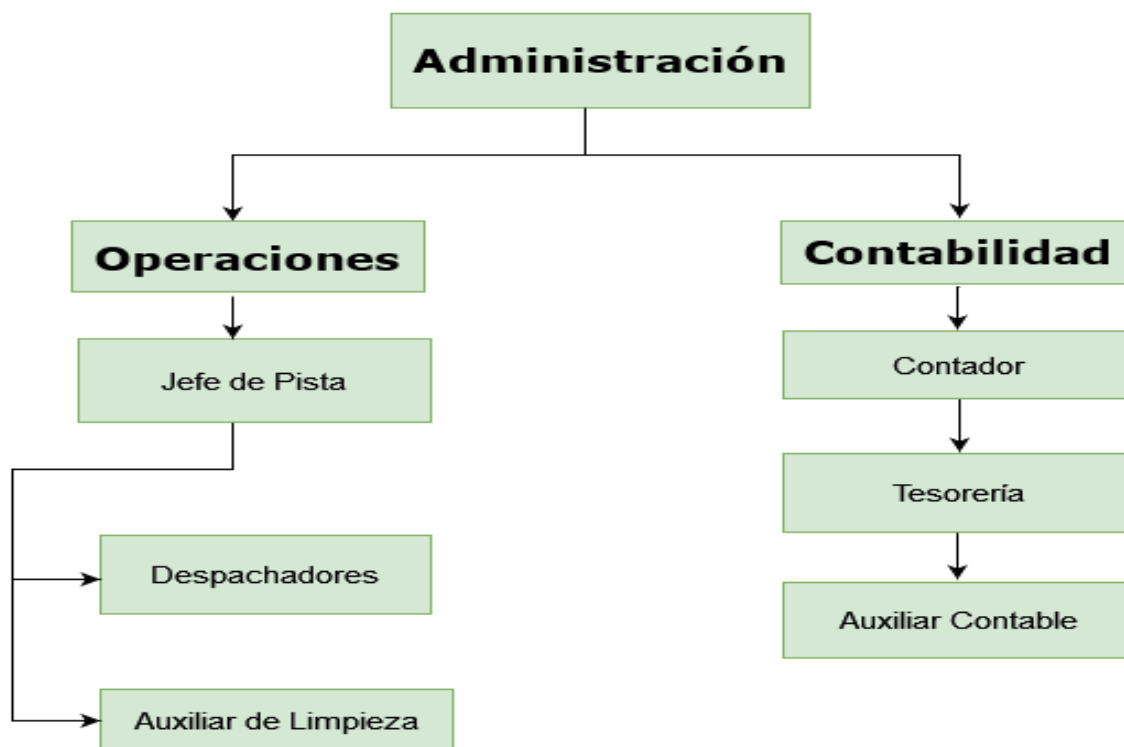 Administración
Operaciones
Contabilidad
Jefe de Pista
Contador
Tesorería
Despachadores
Auxiliar Contable
Auxiliar de Limpieza